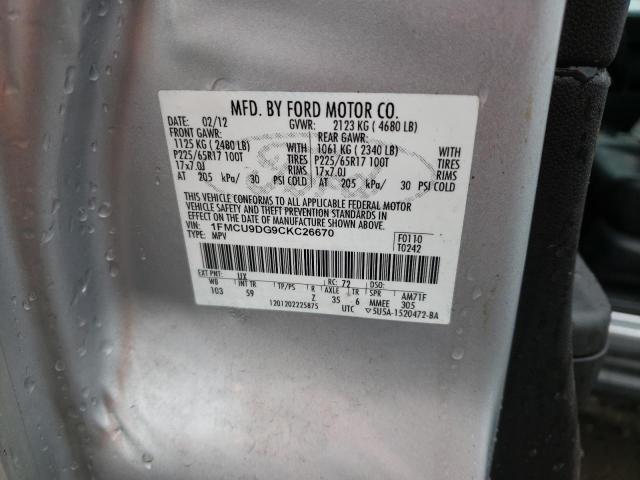 MFD. BY FORD MOTOR CO.
02/12 GVWR: 2123 KG ( 4680 LB)
FRONT GAWR: REAR GAWR:
1125 KG ( 2480 LB) WITH 1061 KG ( 2340 LB) WITH
P225/65R17 100T TIRES P225/65R17 100T TIRES
17x7.0J RIMS 17x7.0J RIMS
AT 205 kPa/ 30 PSI COLD AT 205 kPa/ 30 PSI COLD
THIS VEHICLE CONFORMS TO ALL APPLICABLE FEDERAL MOTOR
VEHICLE SAFETY AND THEFT PREVENTION STANDARDS IN
EFFECT ON THE DATE OF MANUFACTURE SHOWN ABOVE.
VIN: 1FMCU9DG9CKC26670 F0110
MPV T0242
EXT PNT: UX RC: 72 DSO:
WB INT TR TP/PS R AXLE TR SPR AM71F
103 59 Z 35 6 MMEE 305
1201202225875 UTC 5U5A-1520472-BA